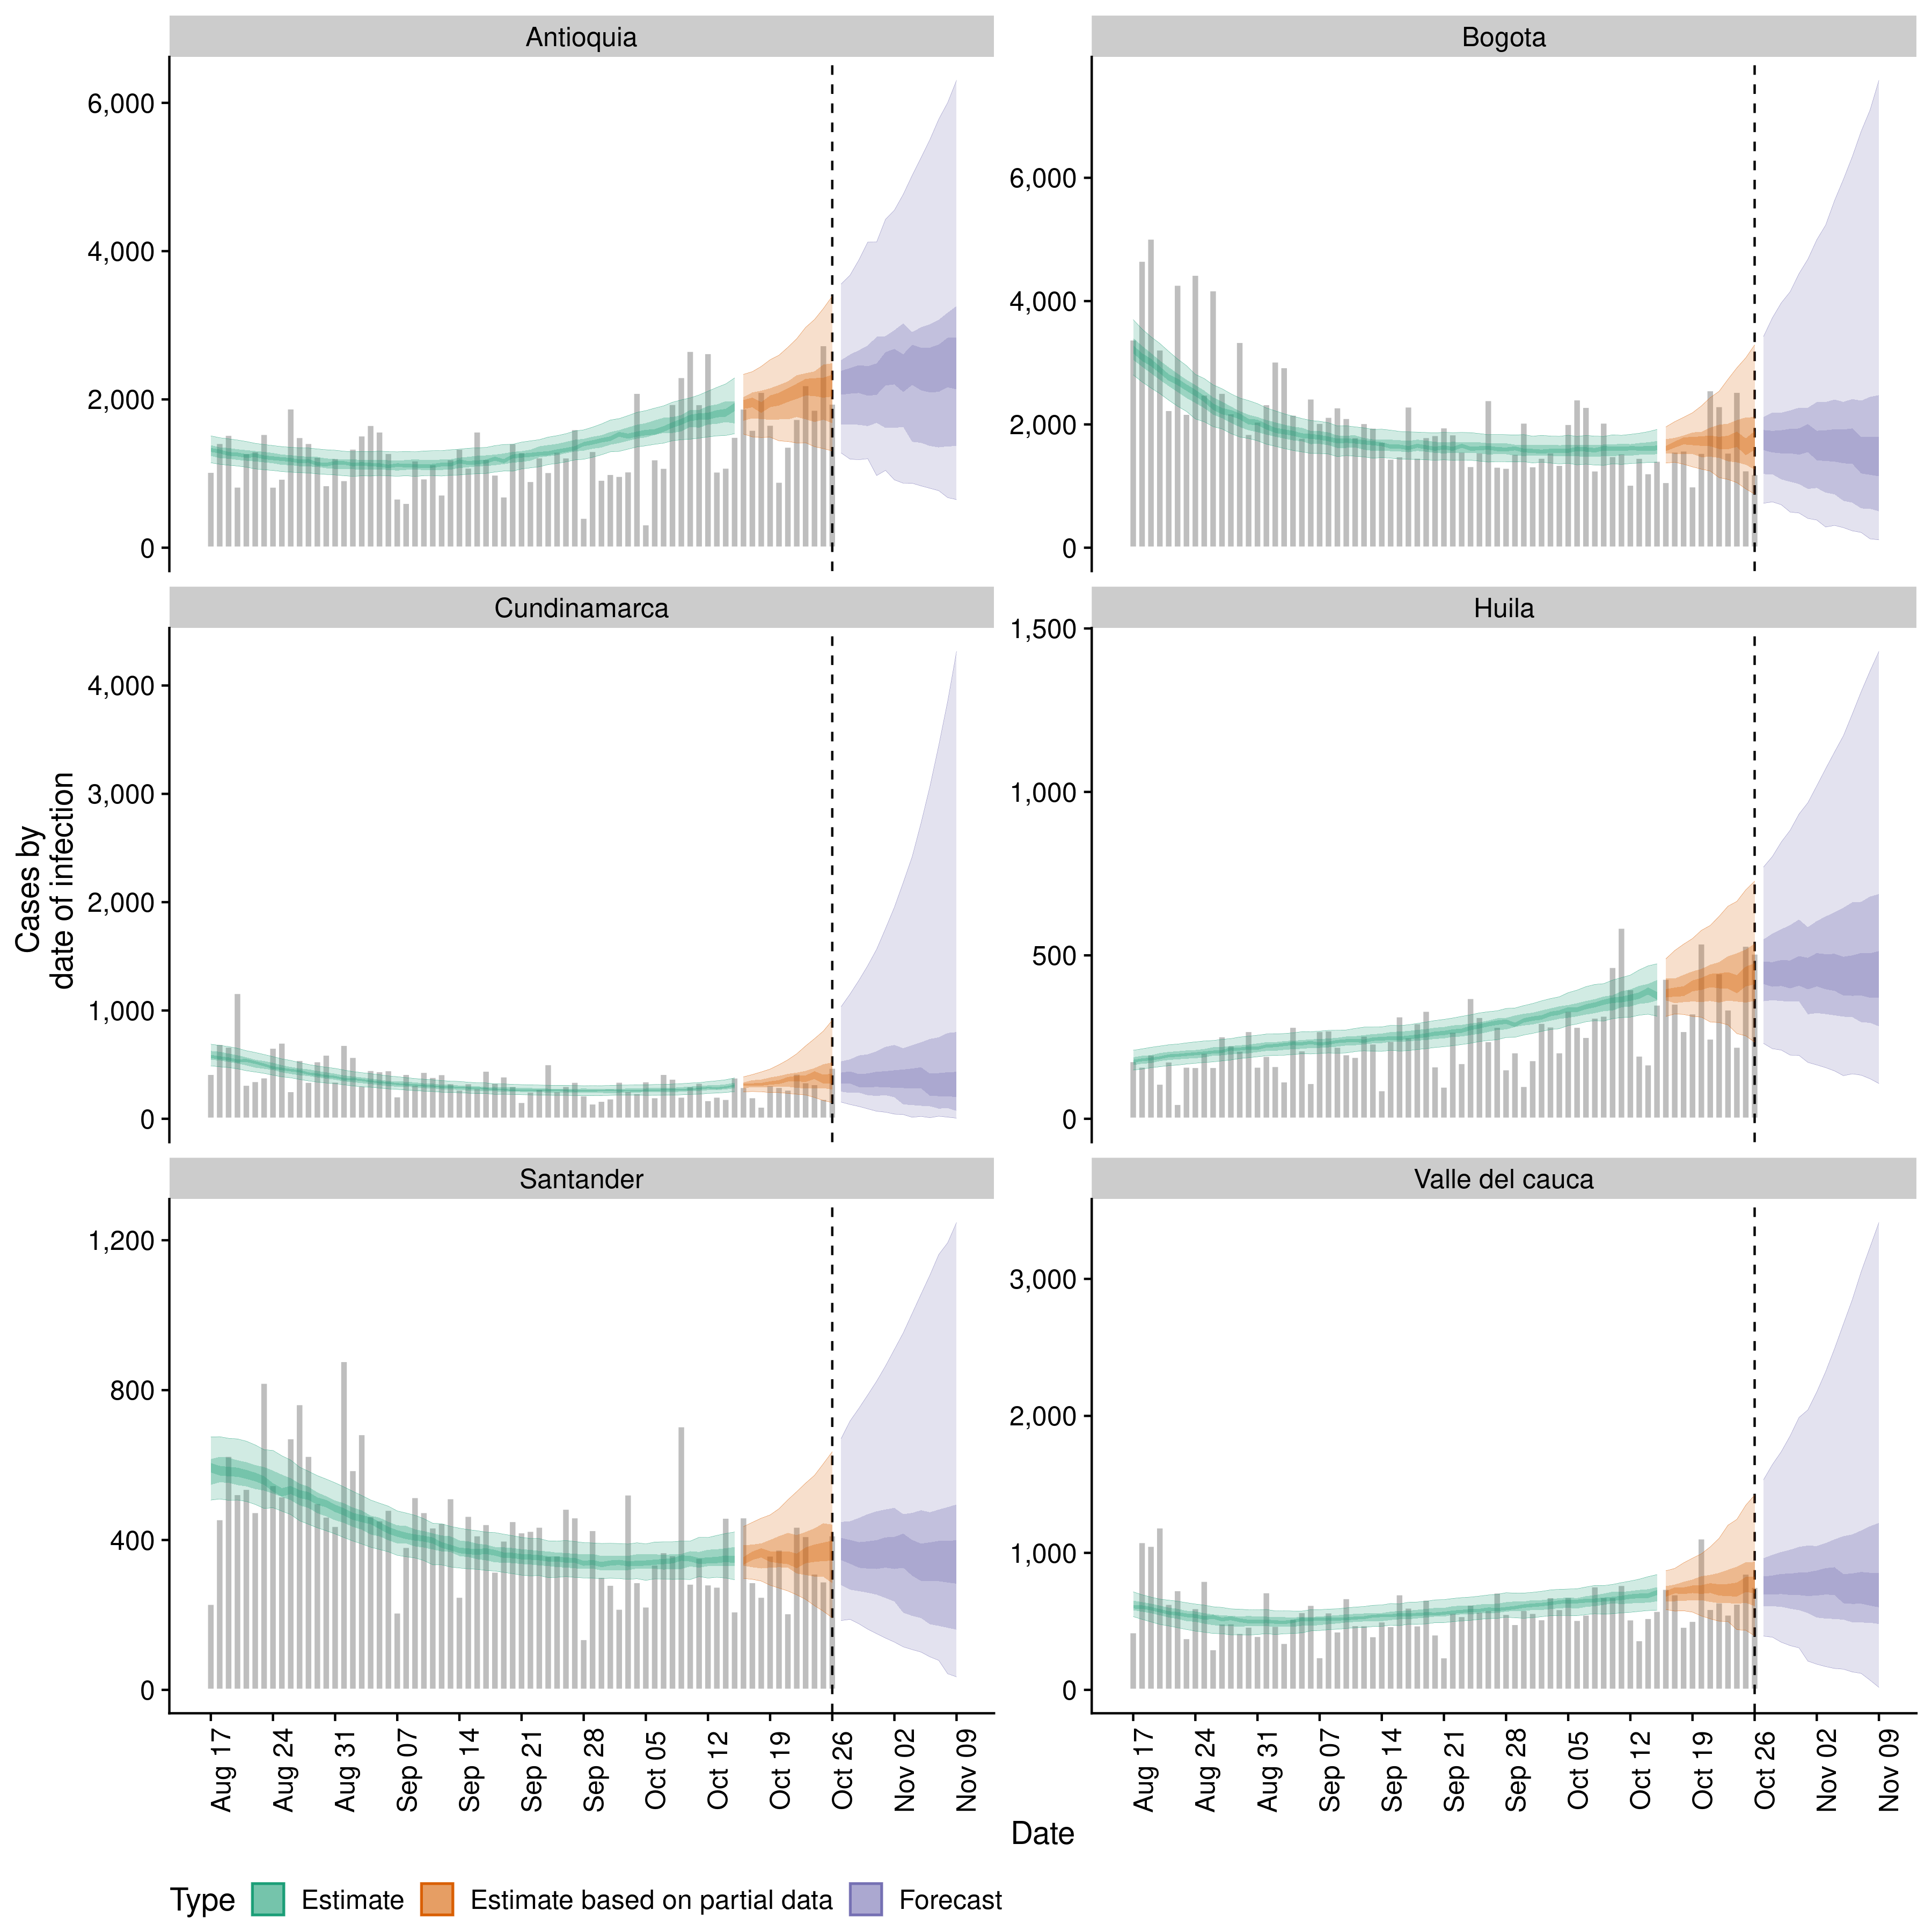 Antioquia
Bogota
6,000
4,000
2,000
0
6,000
4,000
2,000
0
Cundinamarca
Huila
4,000
3,000
2,000
1,000
0
1,500
1,000
500
0
Santander
Valle del cauca
1,200
800
400
0
3,000
2,000
1,000
0
Cases by
date of infection
Aug 17
Aug 24
Aug 31
Sep 07
Sep 14
Sep 21
Sep 28
Oct 05
Oct 12
Oct 19
Oct 26
Nov 02
Nov 09
Aug 17
Aug 24
Aug 31
Sep 07
Sep 14
Sep 21
Sep 28
Oct 05
Oct 12
Oct 19
Oct 26
Nov 02
Nov 09
Date
Type Estimate Estimate based on partial data Forecast